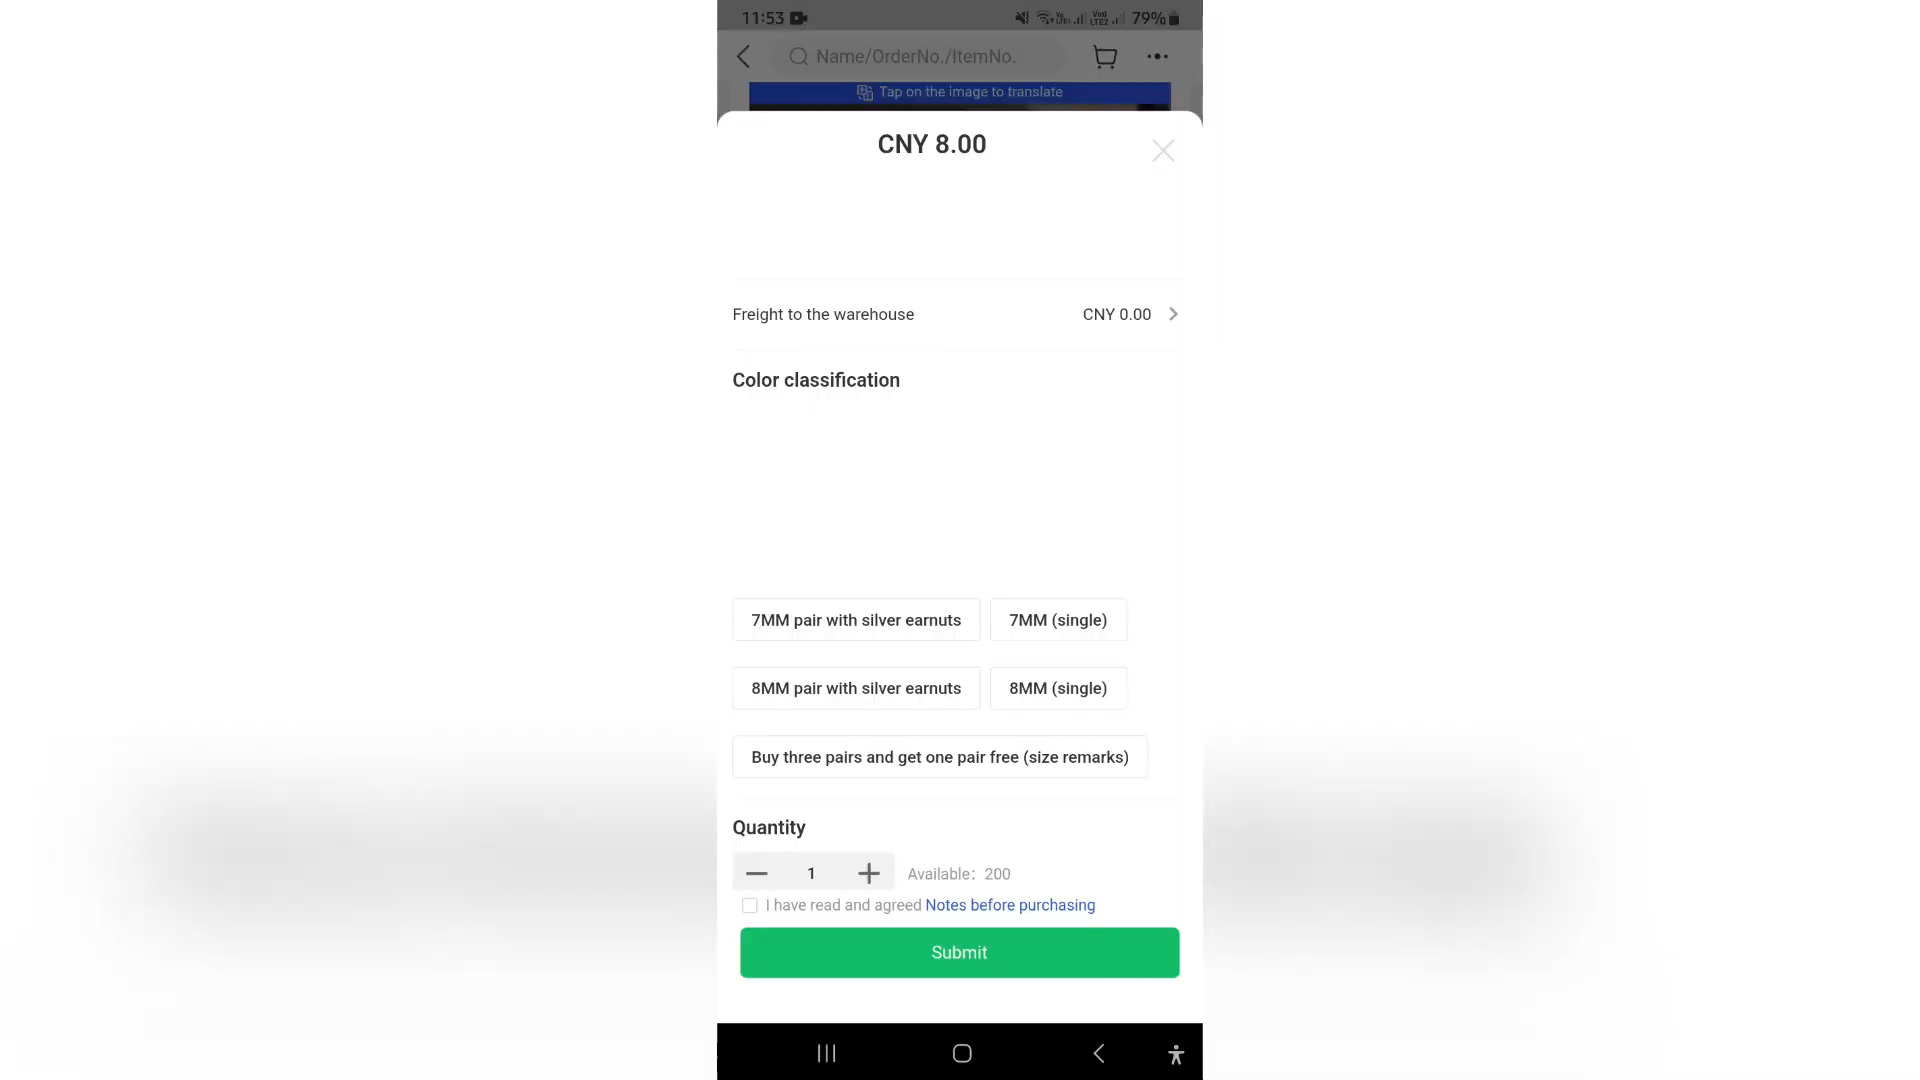 11:53
79%
Name/OrderNo./ItemNo.
Tap on the image to translate
CNY 8.00
Freight to the warehouse
CNY 0.00
Color classification
7MM pair with silver earnuts
7MM (single)
8MM pair with silver earnuts
8MM (single)
Buy three pairs and get one pair free (size remarks)
Quantity
1
Available: 200
I have read and agreed Notes before purchasing
Submit